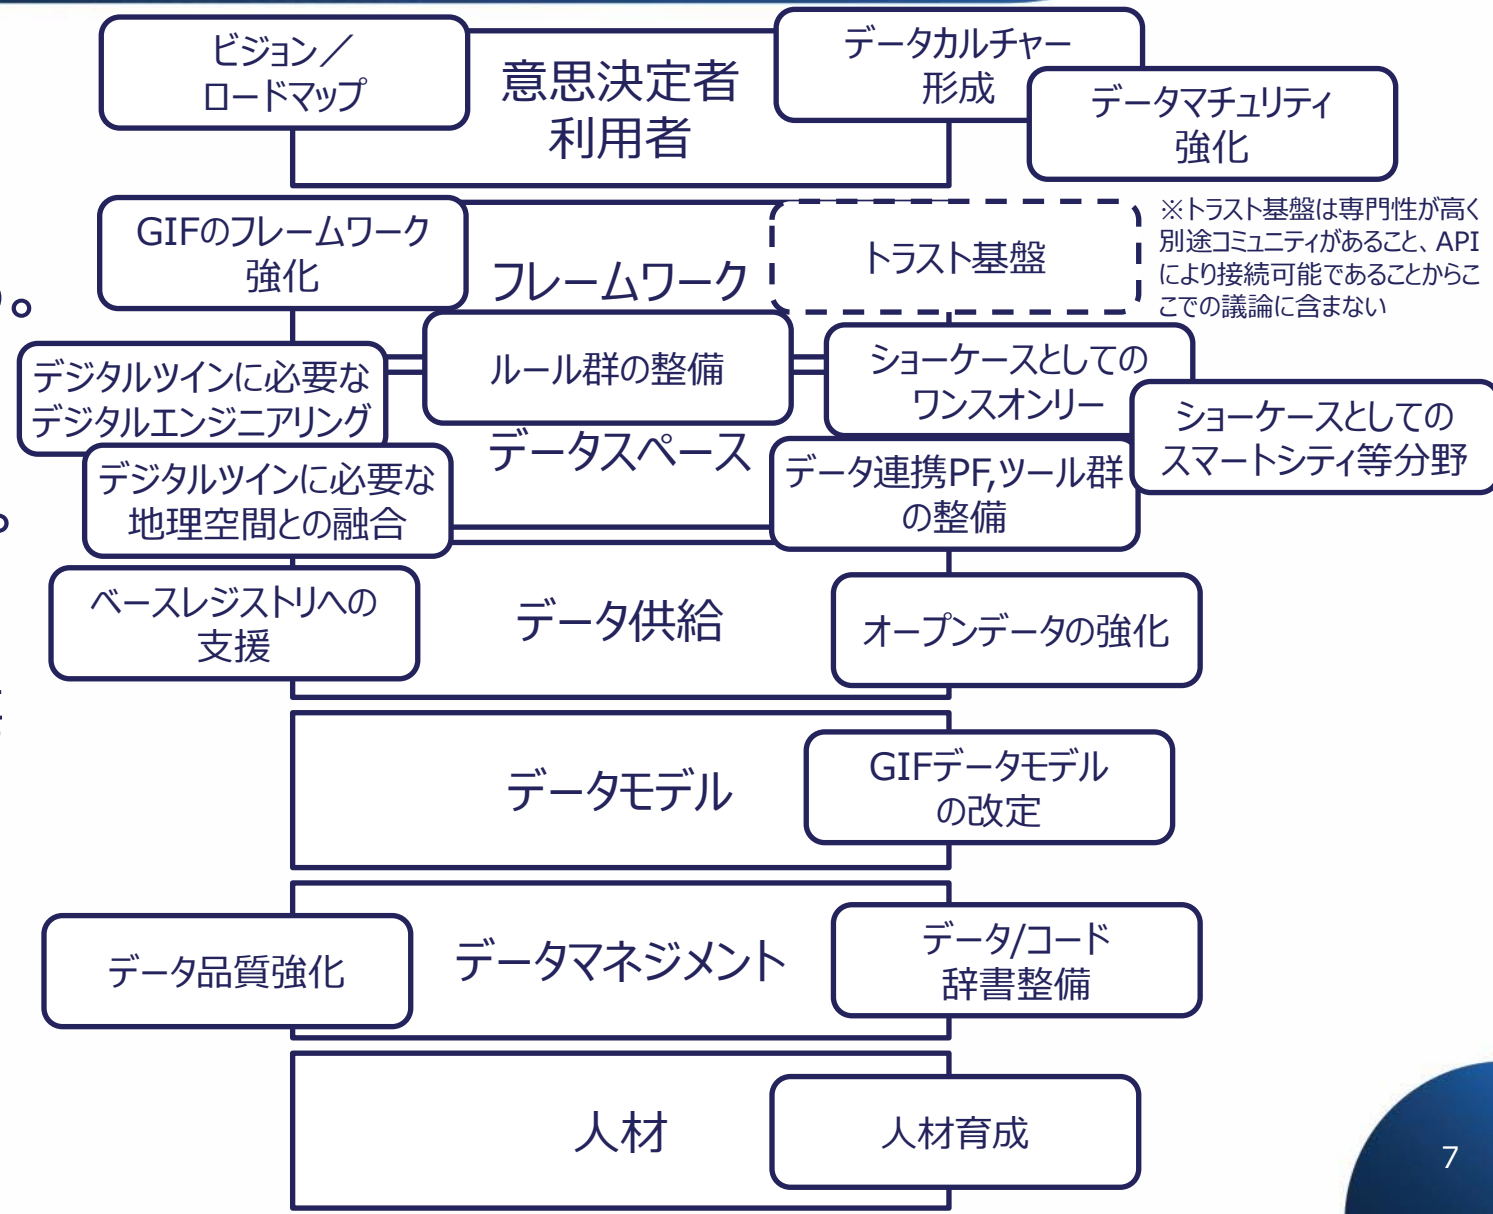 ビジョン／
ロードマップ
意思決定者
利用者
データカルチャー
形成
データマチュリティ
強化
GIFのフレームワーク
強化
フレームワーク
トラスト基盤
※トラスト基盤は専門性が高く
別途コミュニティがあること、API
により接続可能であることからこ
こでの議論に含まない
ルール群の整備
デジタルツインに必要な
デジタルエンジニアリング
ショーケースとしての
ワンスオンリー
ショーケースとしての
スマートシティ等分野
データスペース
デジタルツインに必要な
地理空間との融合
データ連携PF,ツール群
の整備
ベースレジストリへの
支援
データ供給
オープンデータの強化
データモデル
GIFデータモデル
の改定
データ品質強化
データマネジメント
データ/コード
辞書整備
人材
人材育成
7